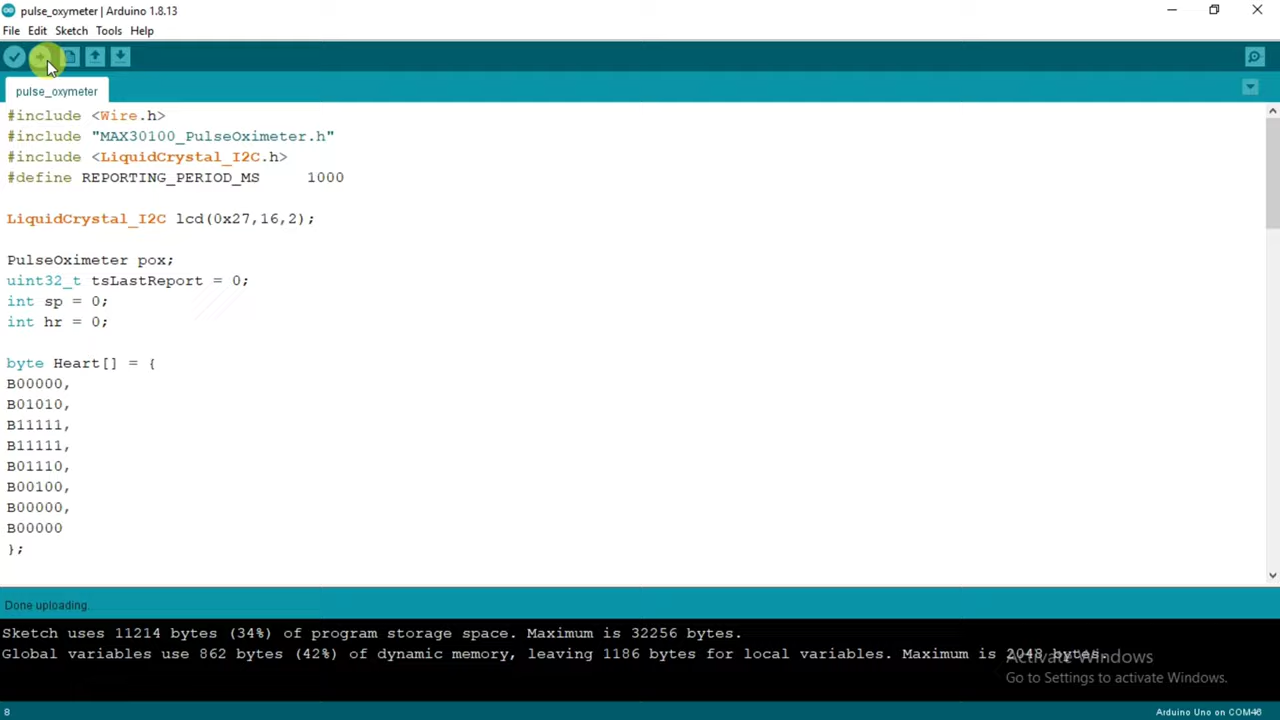 pulse_oxymeter | Arduino 1.8.13
File Edit Sketch Tools Help
pulse_oxymeter
#include <Wire.h>
#include "MAX30100_PulseOximeter.h"
#include <LiquidCrystal_I2C.h>
#define REPORTING_PERIOD_MS     1000
LiquidCrystal_I2C lcd(0x27,16,2);
PulseOximeter pox;
uint32_t tsLastReport = 0;
int sp = 0;
int hr = 0;
byte Heart[] = {
B00000,
B01010,
B11111,
B11111,
B01110,
B00100,
B00000,
B00000
};
Done uploading.
Sketch uses 11214 bytes (34%) of program storage space. Maximum is 32256 bytes.
Global variables use 862 bytes (42%) of dynamic memory, leaving 1186 bytes for local variables. Maximum is 2048 bytes.
Activate Windows
Go to Settings to activate Windows.
8
Arduino Uno on COM46